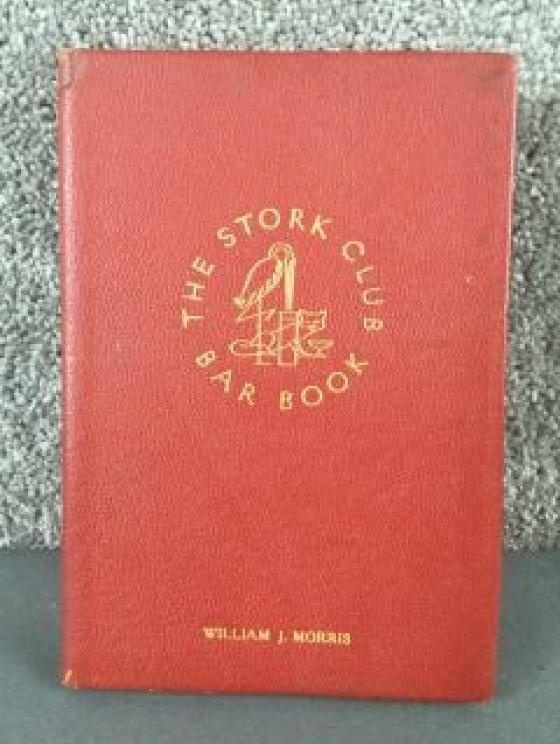 THE STORK CLUB
BAR BOOK
WILLIAM J. MORRIS